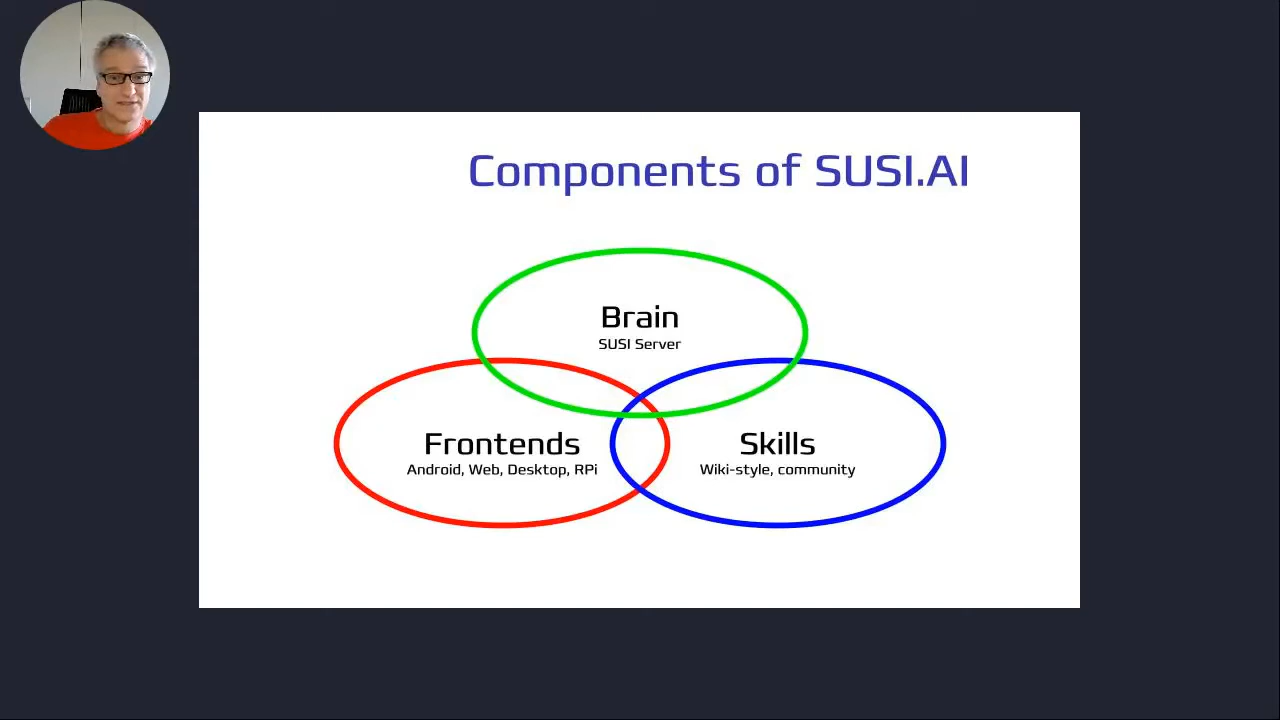 Components of SUSI.AI
Brain
SUSI Server
Frontends
Android, Web, Desktop, RPi
Skills
Wiki-style, community